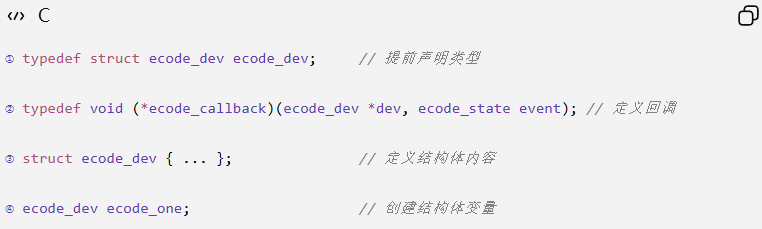 </> C
① typedef struct ecode_dev ecode_dev; // 提前声明类型
② typedef void (*ecode_callback)(ecode_dev *dev, ecode_state event); // 定义回调
③ struct ecode_dev { ... }; // 定义结构体内容
④ ecode_dev ecode_one; // 创建结构体变量